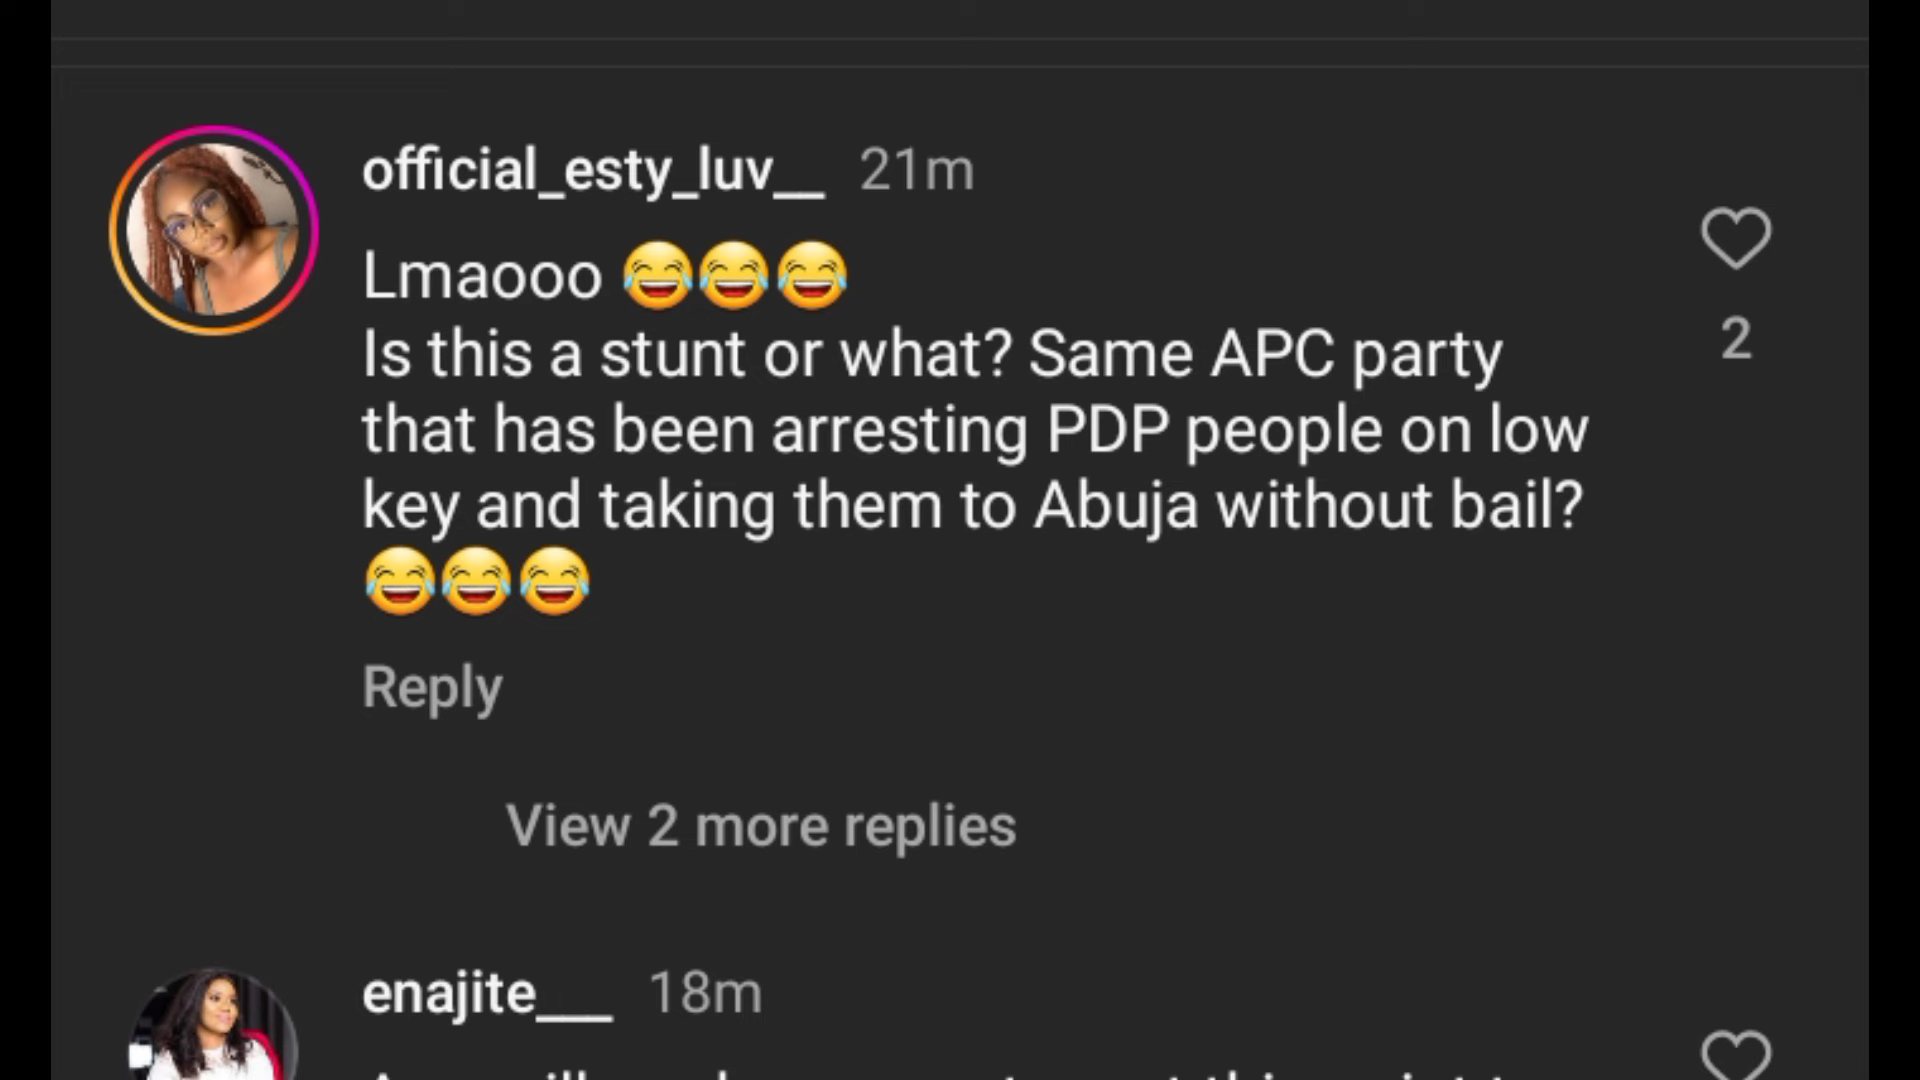 official_esty_luv__ 21m
Lmaooo 😂😂😂
Is this a stunt or what? Same APC party
that has been arresting PDP people on low
key and taking them to Abuja without bail?
😂😂😂
2
Reply
View 2 more replies
enajite___ 18m